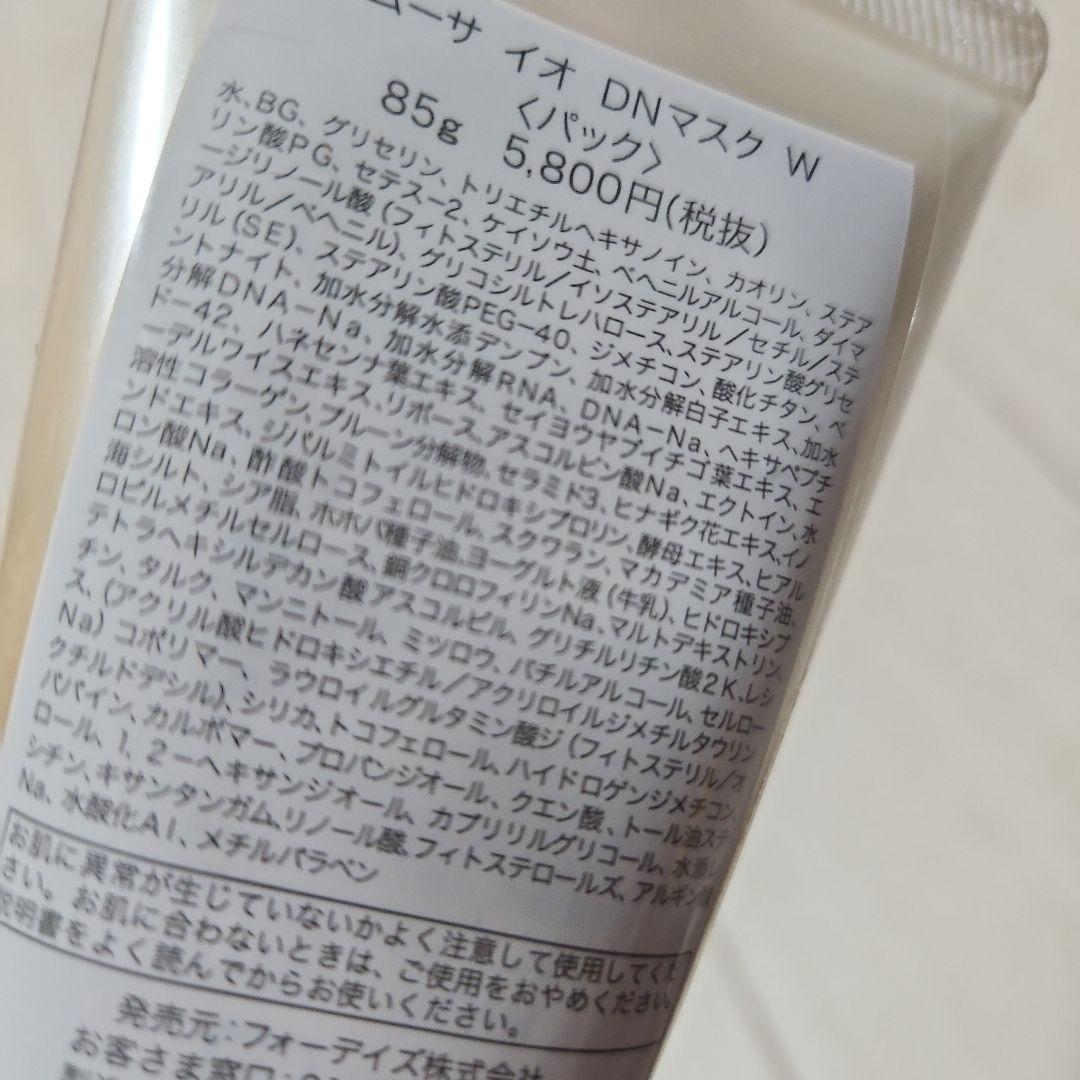 ムーサ イオ DNマスク W
〈パック〉
85g 5,800円(税抜)
水、BG、グリセリン、トリエチルヘキサノイン、カオリン、ステア
リン酸PG、セテス-2、ケイソウ土、ベヘニルアルコール、ダイマ
ージリノール酸(フィトステリル/イソステアリル/セチル/ステ
アリル/ベヘニル)、グリコシルトレハロース、ステアリン酸グリセ
リル(SE)、ステアリン酸PEG-40、ジメチコン、酸化チタン、ベ
ントナイト、加水分解水添デンプン、加水分解白子エキス、加水
分解DNA-Na、加水分解RNA、DNA-Na、ヘキサペプチ
ド-42、ハネセンナ葉エキス、セイヨウヤブイチゴ葉エキス、エ
ーデルワイスエキス、リボース、アスコルビン酸Na、エクトイン、水
溶性コラーゲン、プルーン分解物、セラミド3、ヒナギク花エキス、イノ
ンドエキス、ジパルミトイルヒドロキシプロリン、酵母エキス、ヒアル
ロン酸Na、酢酸トコフェロール、スクワラン、マカデミア種子油、
海シルト、シア脂、ホホバ種子油、ヨーグルト液(牛乳)、ヒドロキシプ
ロピルメチルセルロース、銅クロロフィリンNa、マルトデキストリン、
テトラヘキシルデカン酸アスコルビル、グリチルリチン酸2K、レシ
チン、タルク、マンニトール、ミツロウ、バチルアルコール、セルロー
ス、(アクリル酸ヒドロキシエチル/アクリロイルジメチルタウリン
Na)コポリマー、ラウロイルグルタミン酸ジ(フィトステリル/オ
クチルドデシル)、シリカ、トコフェロール、ハイドロゲンジメチコン、
パパイン、カルボマー、プロパンジオール、クエン酸、トール油ステ
ロール、1,2-ヘキサンジオール、カプリリルグリコール、水添レ
シチン、キサンタンガム、リノール酸、フィトステロールズ、アルギン酸
Na、水酸化Al、メチルパラベン
お肌に異常が生じていないかよく注意して使用してくだ
さい。お肌に合わないときは、ご使用をおやめください。
説明書をよく読んでからお使いください。
発売元:フォーデイズ株式会社
お客さま窓口: